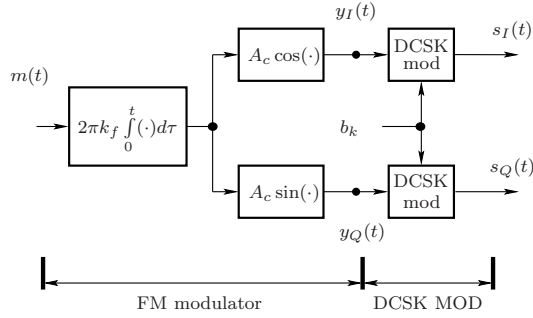 y_I(t)
s_I(t)
m(t)
A_c cos(·)
DCSK
mod
2πk_f ∫_0^t (·)dτ
b_k
A_c sin(·)
DCSK
mod
s_Q(t)
y_Q(t)
FM modulator
DCSK MOD